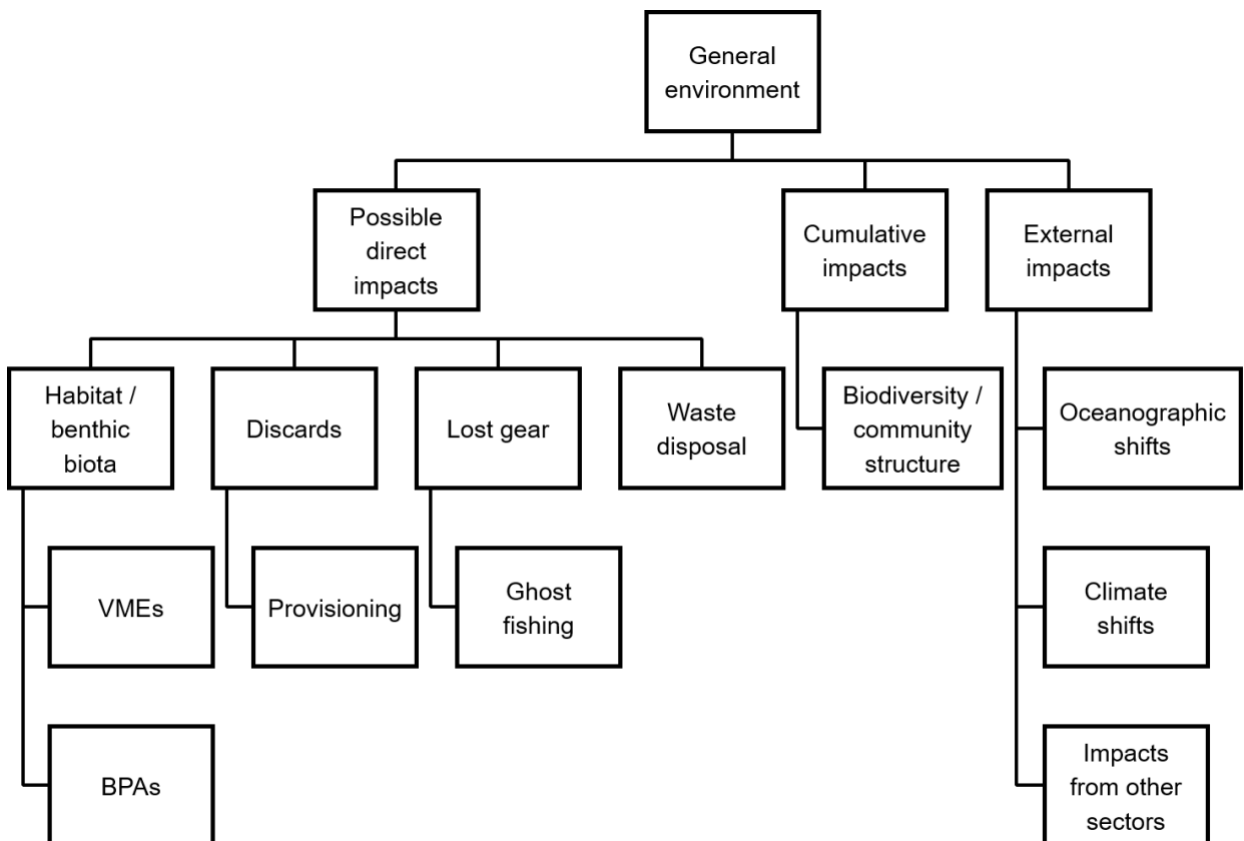 General
environment
Possible
direct
impacts
Cumulative
impacts
External
impacts
Habitat /
benthic
biota
Discards
Lost gear
Waste
disposal
Biodiversity /
community
structure
Oceanographic
shifts
VMEs
Provisioning
Ghost
fishing
Climate
shifts
BPAs
Impacts
from other
sectors